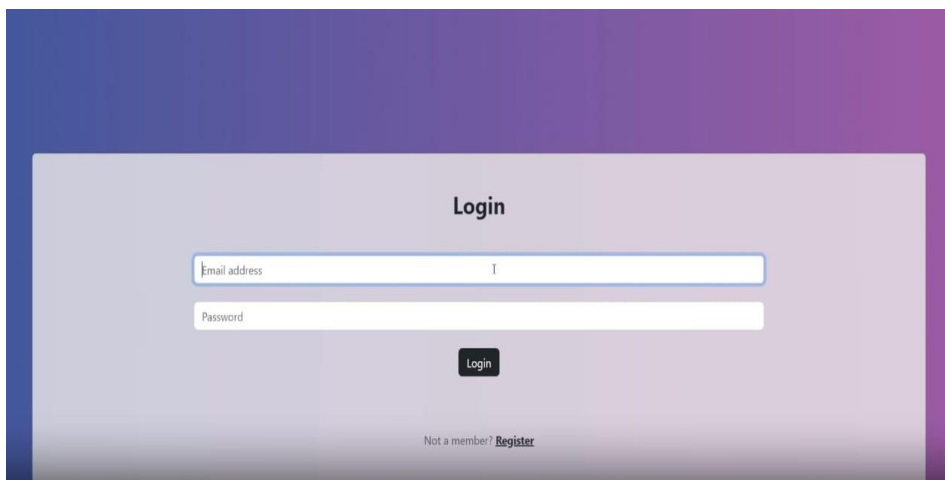 Login
Email address
Password
Login
Not a member? Register